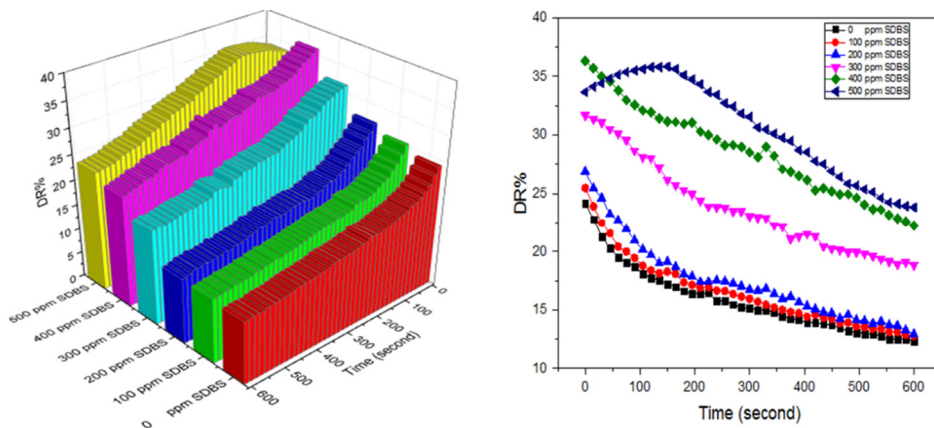 40
35
30
25
20
15
10
5
0
DR%
500 ppm SDBS
400 ppm SDBS
300 ppm SDBS
200 ppm SDBS
100 ppm SDBS
0 ppm SDBS
600
500
400
300
200
100
0
Time (second)
40
35
30
25
20
15
10
DR%
0 ppm SDBS
100 ppm SDBS
200 ppm SDBS
300 ppm SDBS
400 ppm SDBS
500 ppm SDBS
0 100 200 300 400 500 600
Time (second)